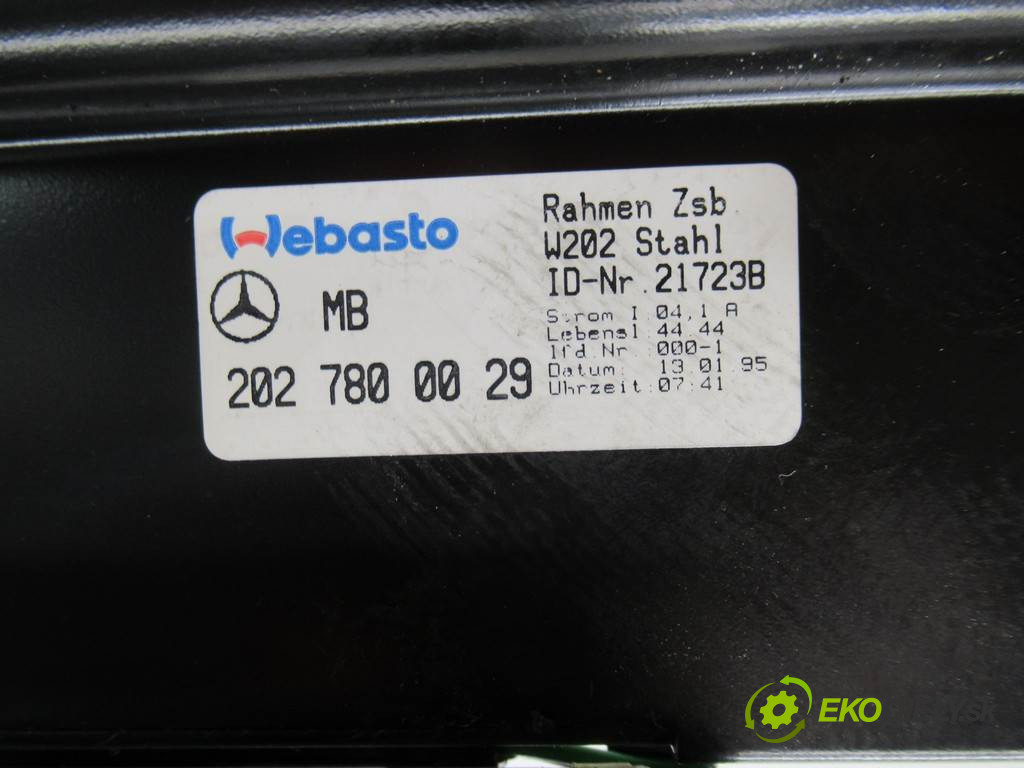 Webasto
MB
202 780 00 29
Rahmen Zsb
W202 Stahl
ID-Nr.21723B
Strom I 04,1 A
Lebensl 44.44
lfd.Nr :000-1
Datum: 13.01.95
Uhrzeit:07:41
EKO